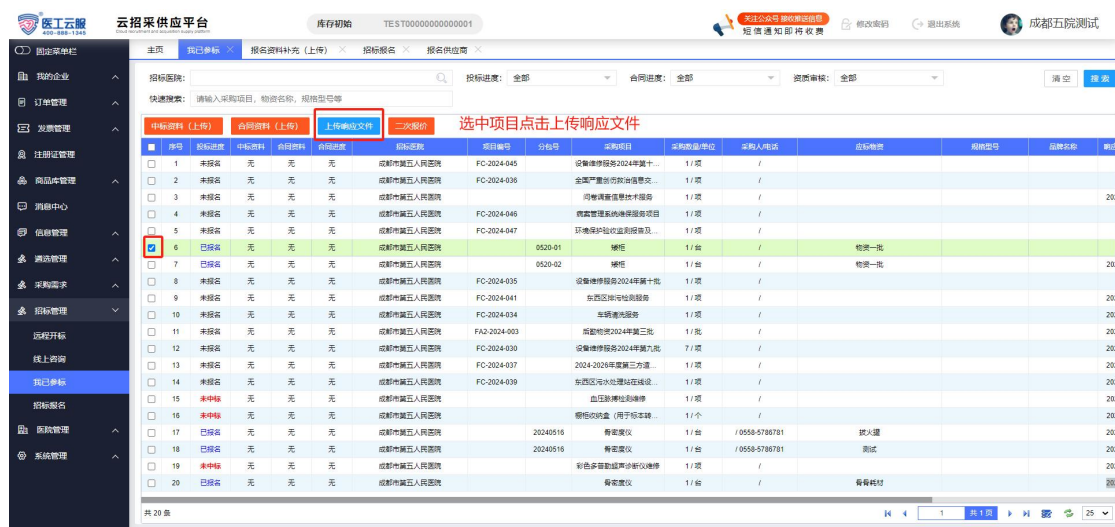 医工云服
400-888-1345
云招采供应平台
Cloud recruitment and acquisition supply platform
库存初始 TEST00000000000001
关注公众号 接收推送信息
短信通知即将收费
修改密码 退出系统 成都五院测试
固定菜单栏
我的企业
订单管理
发票管理
注册证管理
商品库管理
消息中心
信息管理
遴选管理
采购需求
招标管理
远程开标
线上咨询
我已参标
招标报名
医院管理
系统管理
主页 我已参标 报名资料补充（上传） 招标报名 报名供应商
招标医院: 投标进度: 全部 合同进度: 全部 资质审核: 全部 清空 搜索
快速搜索: 请输入采购项目，物资名称，规格型号等
中标资料（上传） 合同资料（上传） 上传响应文件 二次报价 选中项目点击上传响应文件
序号 投标进度 中标资料 合同资料 合同进度 招标医院 项目编号 分包号 采购项目 采购数量/单位 采购人/电话 应标物资 规格型号 品牌名称
1 未报名 无 无 无 成都市第五人民医院 FC-2024-045 设备维修服务2024年第十... 1 / 项 /
2 未报名 无 无 无 成都市第五人民医院 FC-2024-036 全国严重创伤救治信息交... 1 / 项 /
3 未报名 无 无 无 成都市第五人民医院 问卷调查信息技术服务 1 / 项 / 20
4 未报名 无 无 无 成都市第五人民医院 FC-2024-046 病案管理系统维保服务项目 1 / 项 /
5 未报名 无 无 无 成都市第五人民医院 FC-2024-047 环境保护验收监测报告及... 1 / 项 /
6 已报名 无 无 无 成都市第五人民医院 0520-01 矮柜 1 / 台 / 物资一批
7 已报名 无 无 无 成都市第五人民医院 0520-02 矮柜 1 / 台 / 物资一批 20
8 未报名 无 无 无 成都市第五人民医院 FC-2024-035 设备维修服务2024年第十批 1 / 项 /
9 未报名 无 无 无 成都市第五人民医院 FC-2024-041 东西区排污检测服务 1 / 项 / 20
10 未报名 无 无 无 成都市第五人民医院 FC-2024-034 车辆清洗服务 1 / 项 / 20
11 未报名 无 无 无 成都市第五人民医院 FA2-2024-003 后勤物资2024年第三批 1 / 批 / 20
12 未报名 无 无 无 成都市第五人民医院 FC-2024-030 设备维修服务2024年第九批 7 / 项 / 20
13 未报名 无 无 无 成都市第五人民医院 FC-2024-037 2024-2026年度第三方渣... 1 / 项 / 20
14 未报名 无 无 无 成都市第五人民医院 FC-2024-039 东西区污水处理站在线设... 1 / 项 / 20
15 未中标 无 无 无 成都市第五人民医院 血压脉搏检测维修 1 / 项 / 20
16 未中标 无 无 无 成都市第五人民医院 橱柜收纳盒（用于标本转... 1 / 个 / 20
17 已报名 无 无 无 成都市第五人民医院 20240516 骨密度仪 1 / 台 / 0558-5786781 拔火罐 20
18 已报名 无 无 无 成都市第五人民医院 20240516 骨密度仪 1 / 台 / 0558-5786781 测试 20
19 未中标 无 无 无 成都市第五人民医院 彩色多普勒超声诊断仪维修 1 / 项 / 20
20 已报名 无 无 无 成都市第五人民医院 骨密度仪 1 / 台 / 骨骨耗材 20
共 20 条 1 共 1 页 25